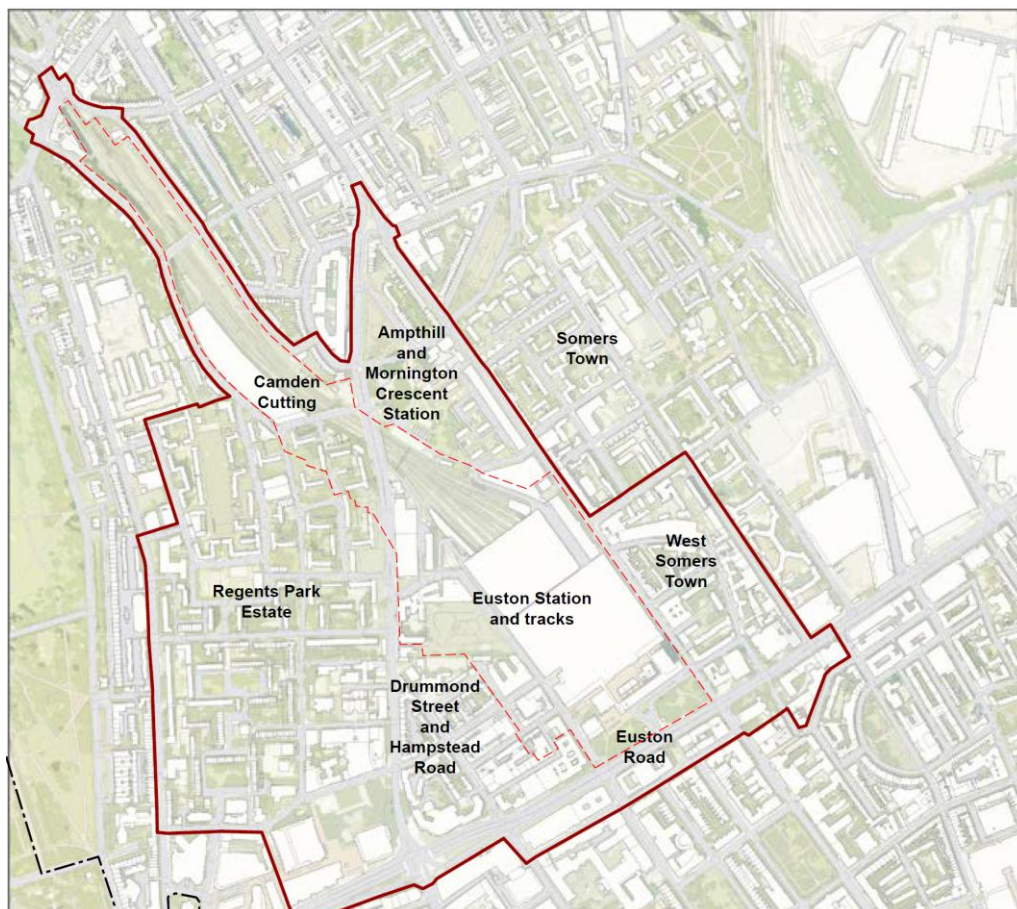 Ampthill
and
Mornington
Crescent
Station
Somers
Town
Camden
Cutting
West
Somers
Town
Regents Park
Estate
Euston Station
and tracks
Drummond
Street
and
Hampstead
Road
Euston
Road